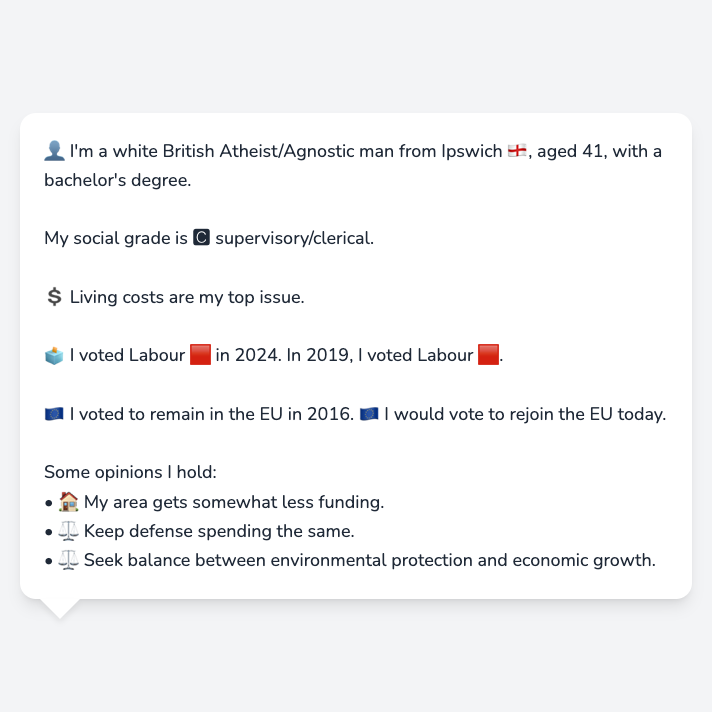 👤 I'm a white British Atheist/Agnostic man from Ipswich 🏴󠁧󠁢󠁥󠁮󠁧󠁿, aged 41, with a
bachelor's degree.
My social grade is 🅲 supervisory/clerical.
💲 Living costs are my top issue.
🗳️ I voted Labour 🟥 in 2024. In 2019, I voted Labour 🟥.
🇪🇺 I voted to remain in the EU in 2016. 🇪🇺 I would vote to rejoin the EU today.
Some opinions I hold:
• 🏠 My area gets somewhat less funding.
• ⚖️ Keep defense spending the same.
• ⚖️ Seek balance between environmental protection and economic growth.